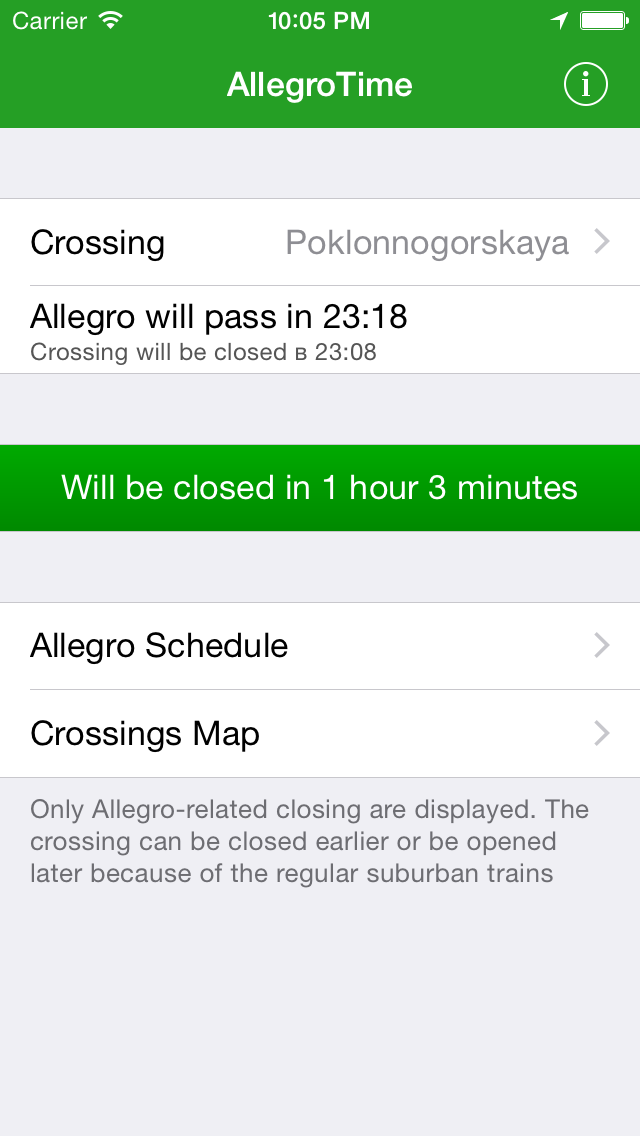 Carrier 10:05 PM
AllegroTime
Crossing Poklonnogorskaya
Allegro will pass in 23:18
Crossing will be closed в 23:08
Will be closed in 1 hour 3 minutes
Allegro Schedule
Crossings Map
Only Allegro-related closing are displayed. The
crossing can be closed earlier or be opened
later because of the regular suburban trains